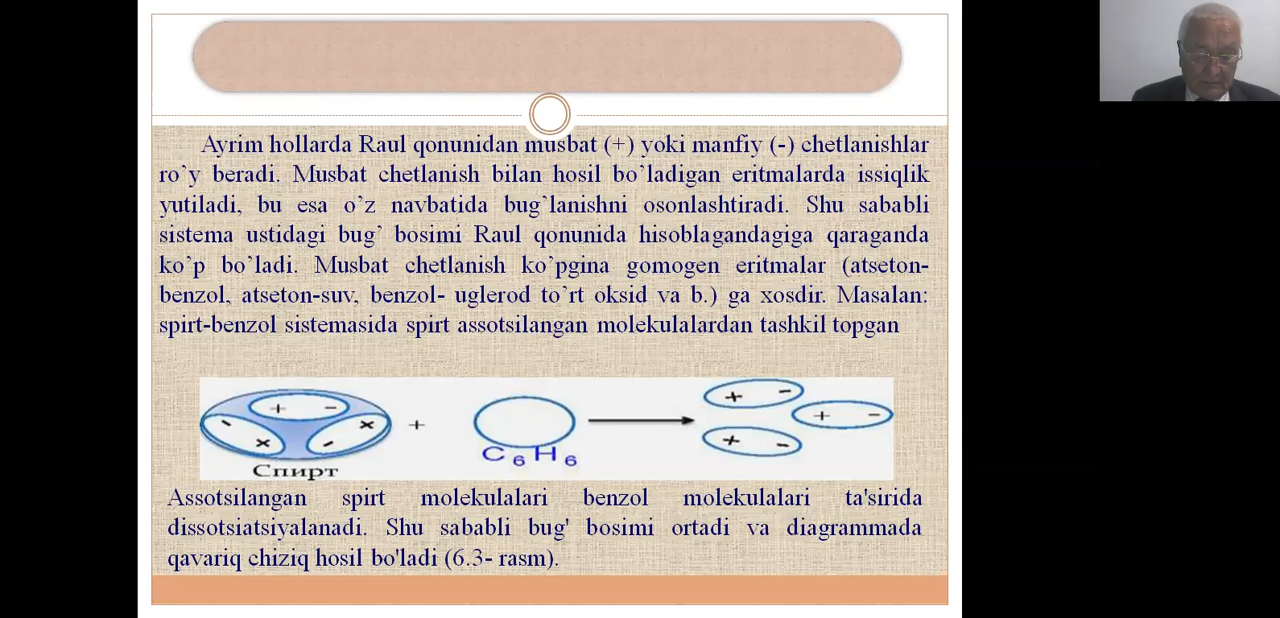 Ayrim hollarda Raul qonunidan musbat (+) yoki manfiy (-) chetlanishlar
ro’y beradi. Musbat chetlanish bilan hosil bo’ladigan eritmalarda issiqlik
yutiladi, bu esa o’z navbatida bug’lanishni osonlashtiradi. Shu sababli
sistema ustidagi bug’ bosimi Raul qonunida hisoblagandagiga qaraganda
ko’p bo’ladi. Musbat chetlanish ko’pgina gomogen eritmalar (atseton-
benzol, atseton-suv, benzol- uglerod to’rt oksid va b.) ga xosdir. Masalan:
spirt-benzol sistemasida spirt assotsilangan molekulalardan tashkil topgan
+ -
- + + -
+
+ -
+ -
+ -
C6H6
Спирт
Assotsilangan spirt molekulalari benzol molekulalari ta'sirida
dissotsiatsiyalanadi. Shu sababli bug' bosimi ortadi va diagrammada
qavariq chiziq hosil bo'ladi (6.3- rasm).